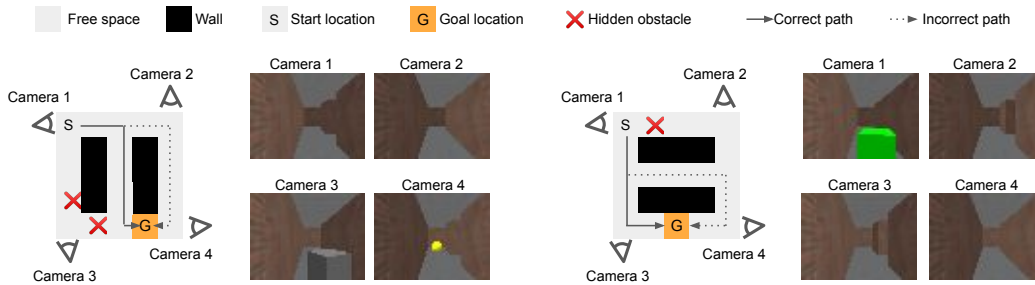 Free space
Wall
S
Start location
G
Goal location
Hidden obstacle
Correct path
Incorrect path
Camera 2
Camera 1
S
G
Camera 4
Camera 3
Camera 1
Camera 2
Camera 3
Camera 4
Camera 2
Camera 1
S
G
Camera 4
Camera 3
Camera 1
Camera 2
Camera 3
Camera 4